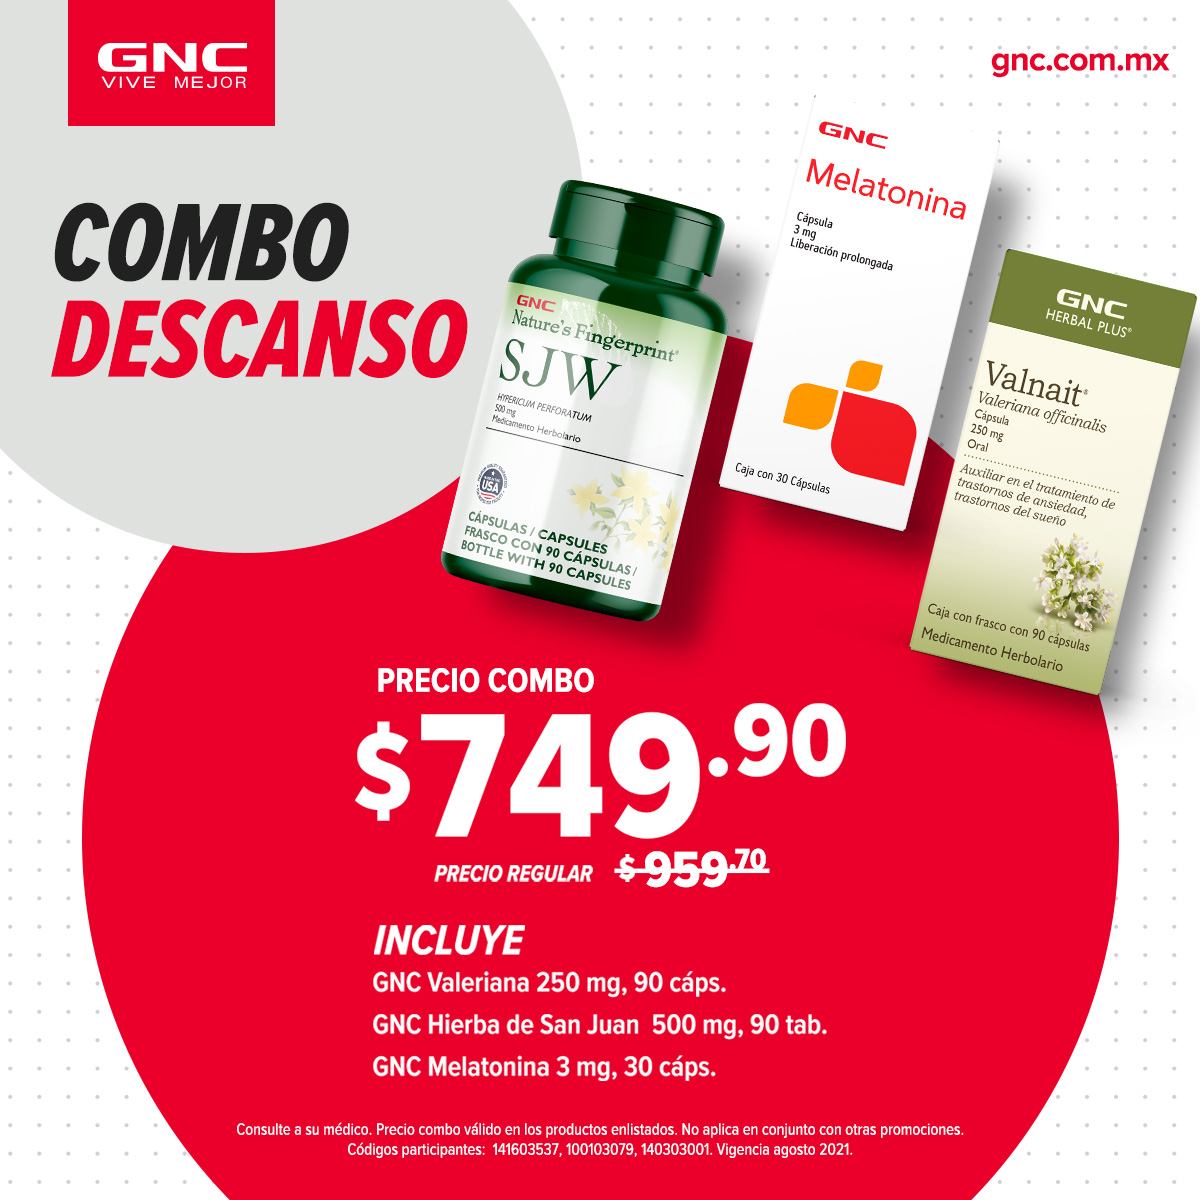 GNC
VIVE MEJOR
gnc.com.mx
COMBO
DESCANSO
GNC
Nature's Fingerprint®
SJW
HYPERICUM PERFORATUM
500 mg
Medicamento Herbolario
USA
CÁPSULAS / CAPSULES
FRASCO CON 90 CÁPSULAS /
BOTTLE WITH 90 CAPSULES
GNC
Melatonina
Cápsula
3 mg
Liberación prolongada
Caja con 30 Cápsulas
GNC
HERBAL PLUS®
Valnait®
Valeriana officinalis
Cápsula
250 mg
Oral
Auxiliar en el tratamiento de
trastornos de ansiedad,
trastornos del sueño
Caja con frasco con 90 cápsulas
Medicamento Herbolario
PRECIO COMBO
$749.90
PRECIO REGULAR $959.70
INCLUYE
GNC Valeriana 250 mg, 90 cáps.
GNC Hierba de San Juan 500 mg, 90 tab.
GNC Melatonina 3 mg, 30 cáps.
Consulte a su médico. Precio combo válido en los productos enlistados. No aplica en conjunto con otras promociones.
Códigos participantes: 141603537, 100103079, 140303001. Vigencia agosto 2021.